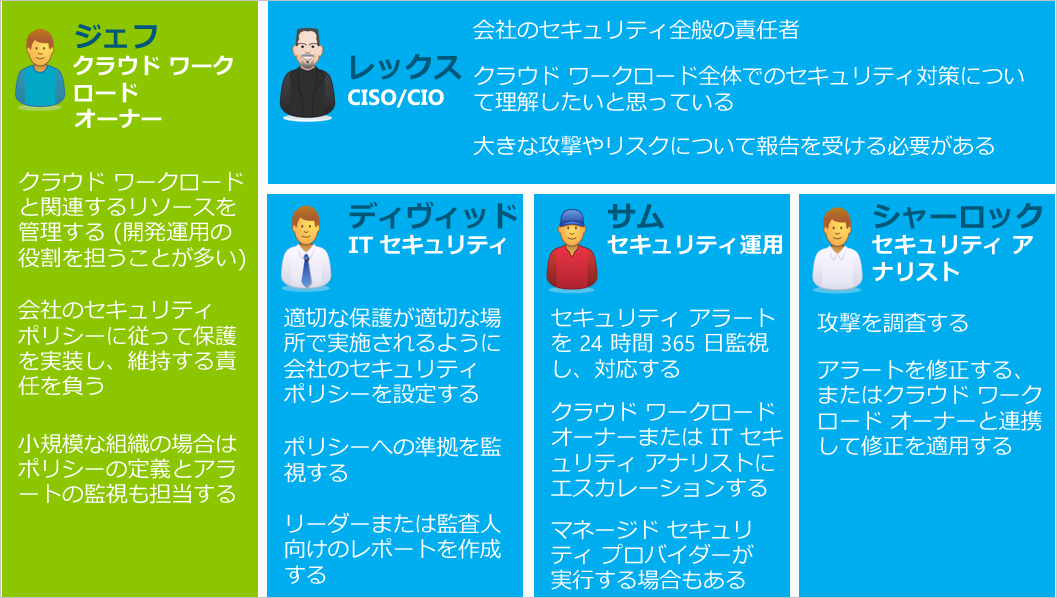 ジェフ
クラウド ワーク
ロード
オーナー
クラウド ワークロード
と関連するリソースを
管理する (開発運用の
役割を担うことが多い)
会社のセキュリティ
ポリシーに従って保護
を実装し、維持する責
任を負う
小規模な組織の場合は
ポリシーの定義とアラ
ートの監視も担当する
レックス
CISO/CIO
会社のセキュリティ全般の責任者
クラウド ワークロード全体でのセキュリティ対策につい
て理解したいと思っている
大きな攻撃やリスクについて報告を受ける必要がある
ディヴィッド
IT セキュリティ
適切な保護が適切な場
所で実施されるように
会社のセキュリティ
ポリシーを設定する
ポリシーへの準拠を監
視する
リーダーまたは監査人
向けのレポートを作成
する
サム
セキュリティ運用
セキュリティ アラート
を 24 時間 365 日監視
し、対応する
クラウド ワークロード
オーナーまたは IT セキ
ュリティ アナリストに
エスカレーションする
マネージド セキュリ
ティ プロバイダーが
実行する場合もある
シャーロック
セキュリティ ア
ナリスト
攻撃を調査する
アラートを修正する、
またはクラウド ワーク
ロード オーナーと連携
して修正を適用する